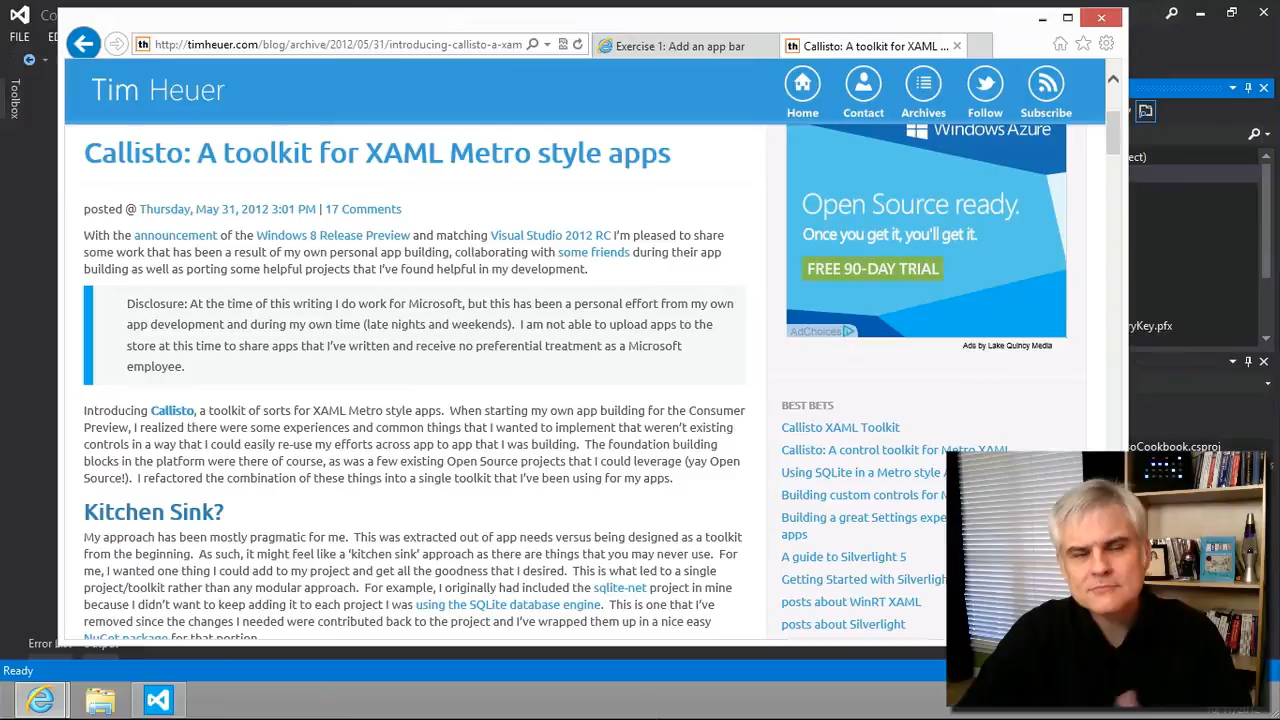 Co
FILE
ED
http://timheuer.com/blog/archive/2012/05/31/introducing-callisto-a-xam
Exercise 1: Add an app bar
th Callisto: A toolkit for XAML ...
Tim Heuer
Home
Contact
Archives
Follow
Subscribe
Toolbox
Callisto: A toolkit for XAML Metro style apps
posted @ Thursday, May 31, 2012 3:01 PM | 17 Comments
With the announcement of the Windows 8 Release Preview and matching Visual Studio 2012 RC I'm pleased to share
some work that has been a result of my own personal app building, collaborating with some friends during their app
building as well as porting some helpful projects that I've found helpful in my development.
Disclosure: At the time of this writing I do work for Microsoft, but this has been a personal effort from my own
app development and during my own time (late nights and weekends). I am not able to upload apps to the
store at this time to share apps that I've written and receive no preferential treatment as a Microsoft
employee.
Introducing Callisto, a toolkit of sorts for XAML Metro style apps. When starting my own app building for the Consumer
Preview, I realized there were some experiences and common things that I wanted to implement that weren't existing
controls in a way that I could easily re-use my efforts across app to app that I was building. The foundation building
blocks in the platform were there of course, as was a few existing Open Source projects that I could leverage (yay Open
Source!). I refactored the combination of these things into a single toolkit that I've been using for my apps.
Kitchen Sink?
My approach has been mostly pragmatic for me. This was extracted out of app needs versus being designed as a toolkit
from the beginning. As such, it might feel like a 'kitchen sink' approach as there are things that you may never use. For
me, I wanted one thing I could add to my project and get all the goodness that I desired. This is what led to a single
project/toolkit rather than any modular approach. For example, I originally had included the sqlite-net project in mine
because I didn't want to keep adding it to each project I was using the SQLite database engine. This is one that I've
removed since the changes I needed were contributed back to the project and I've wrapped them up in a nice easy
NuGet package for that portion.
Windows Azure
Open Source ready.
Once you get it, you'll get it.
FREE 90-DAY TRIAL
AdChoices
Ads by Lake Quincy Media
BEST BETS
Callisto XAML Toolkit
Callisto: A control toolkit for Metro XAML
Using SQLite in a Metro style A
Building custom controls for M
Building a great Settings expe
apps
A guide to Silverlight 5
Getting Started with Silverligh
posts about WinRT XAML
posts about Silverlight
ect)
ryKey.pfx
oCookbook.csproj
Error List
Output
Ready